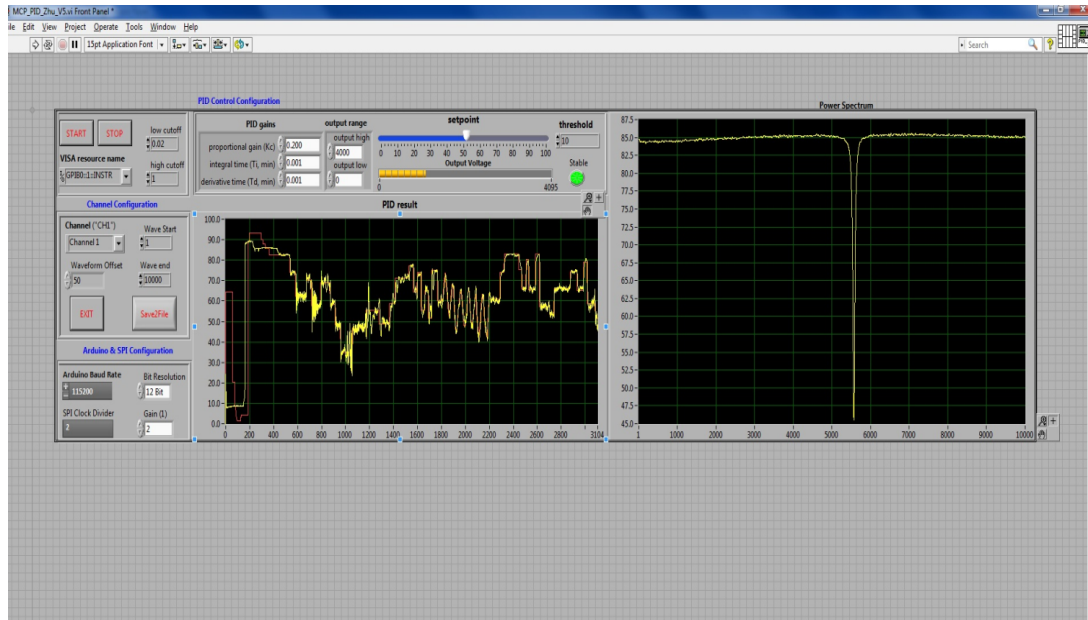 MCP_PID_Zhu_V5.vi Front Panel *
ile Edit View Project Operate Tools Window Help
15pt Application Font
Search
PID Control Configuration
START STOP
low cutoff
0.02
VISA resource name
GPIB0::1::INSTR
high cutoff
1
PID gains
proportional gain (Kc) 0.200
integral time (Ti, min) 0.001
derivative time (Td, min) 0.001
output range
output high
4000
output low
0
setpoint
0 10 20 30 40 50 60 70 80 90 100
Output Voltage
0 4095
threshold
10
Stable
Channel Configuration
Channel ("CH1")
Channel 1
Wave Start
1
Waveform Offset
50
Wave end
10000
EXIT Save2File
Arduino & SPI Configuration
Arduino Baud Rate
115200
Bit Resolution
12 Bit
SPI Clock Divider
2
Gain (1)
2
PID result
100.0
90.0
80.0
70.0
60.0
50.0
40.0
30.0
20.0
10.0
0.0
0 200 400 600 800 1000 1200 1400 1600 1800 2000 2200 2400 2600 2800 3104
Power Spectrum
87.5
85.0
82.5
80.0
77.5
75.0
72.5
70.0
67.5
65.0
62.5
60.0
57.5
55.0
52.5
50.0
47.5
45.0
1 1000 2000 3000 4000 5000 6000 7000 8000 9000 10000